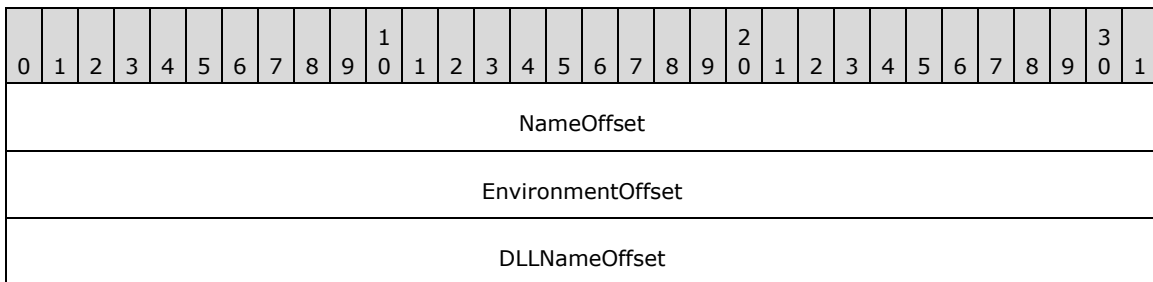 1 2 3
0 1 2 3 4 5 6 7 8 9 0 1 2 3 4 5 6 7 8 9 0 1 2 3 4 5 6 7 8 9 0 1
NameOffset
EnvironmentOffset
DLLNameOffset